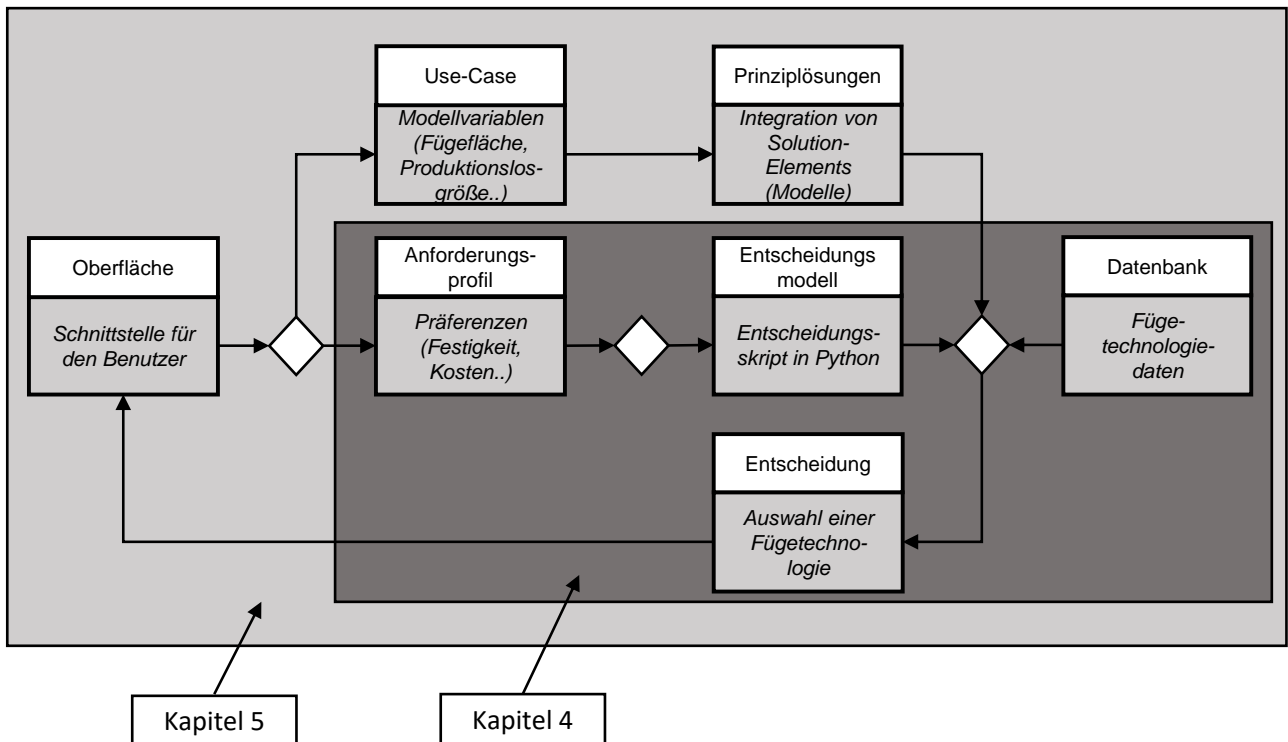 Use-Case
Modellvariablen
(Fügefläche,
Produktionslos-
größe..)
Prinziplösungen
Integration von
Solution-
Elements
(Modelle)
Oberfläche
Schnittstelle für
den Benutzer
Anforderungs-
profil
Präferenzen
(Festigkeit,
Kosten..)
Entscheidungs
modell
Entscheidungs-
skript in Python
Datenbank
Füge-
technologie-
daten
Entscheidung
Auswahl einer
Fügetechno-
logie
Kapitel 5
Kapitel 4